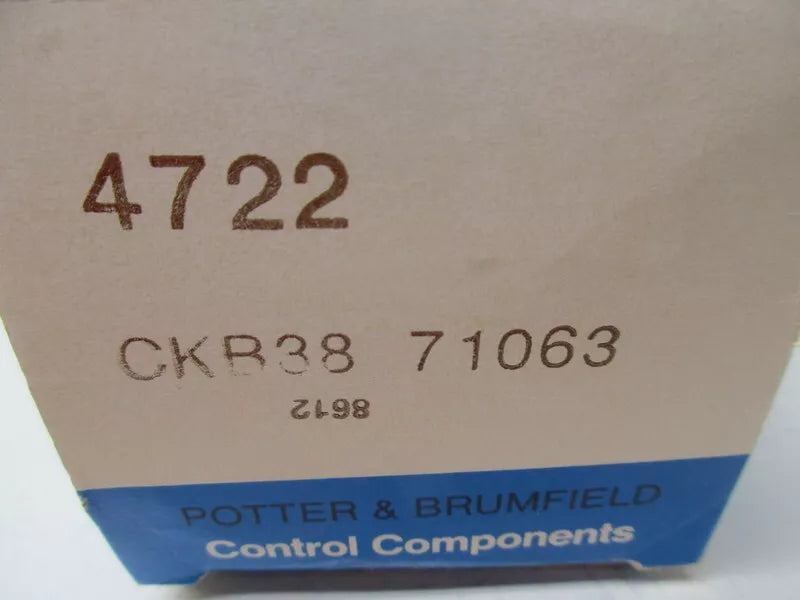 4722
CKB38 71063
8612
POTTER & BRUMFIELD
Control Components